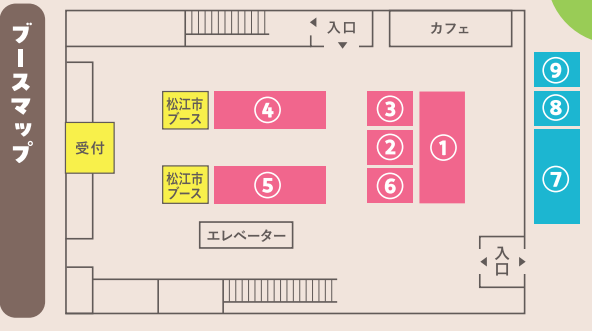 ブースマップ
入口
カフェ
⑨
松江市
ブース
④
③
①
⑧
受付
②
松江市
ブース
⑤
⑥
⑦
エレベーター
入口